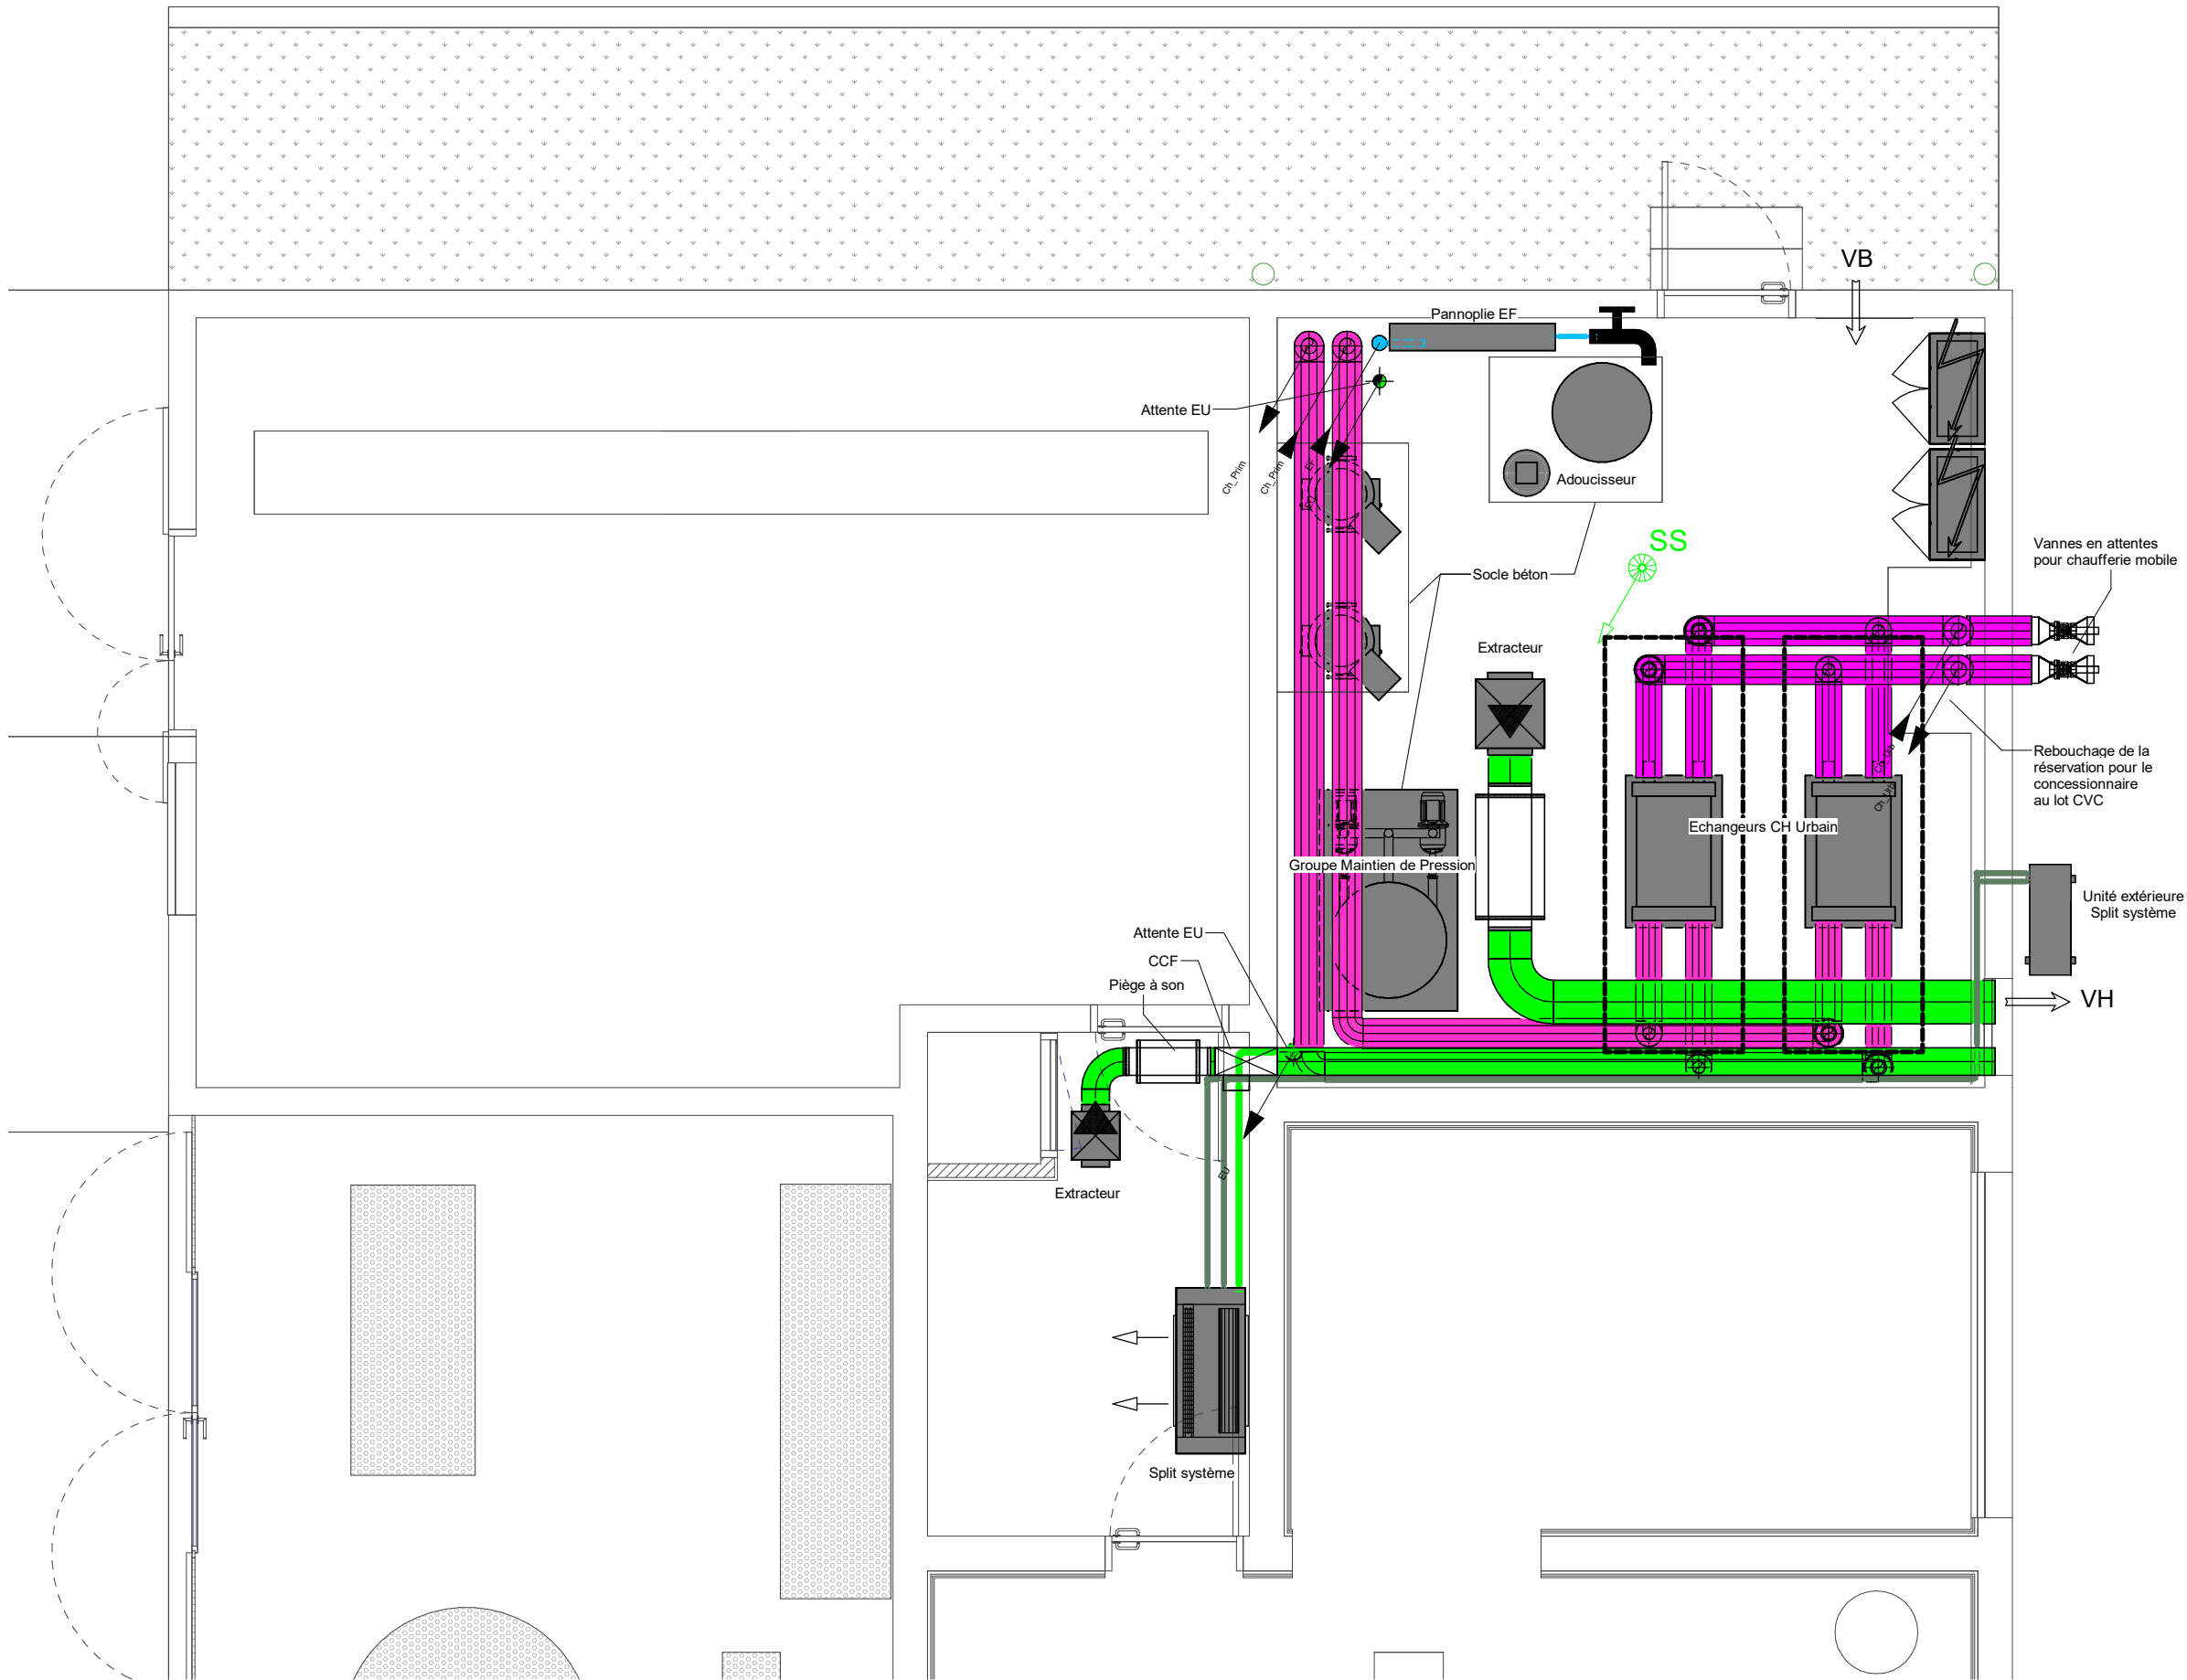 VB
Pannoplie EF
Attente EU
Ch_Prim
Ch_Prim
EF
EU
Adoucisseur
SS
Vannes en attentes
pour chaufferie mobile
Socle béton
Extracteur
Ch_Urb
Ch_Urb
Rebouchage de la
réservation pour le
concessionnaire
au lot CVC
Echangeurs CH Urbain
Groupe Maintien de Pression
Unité extérieure
Split système
Attente EU
CCF
Piège à son
VH
EU
Extracteur
Split système